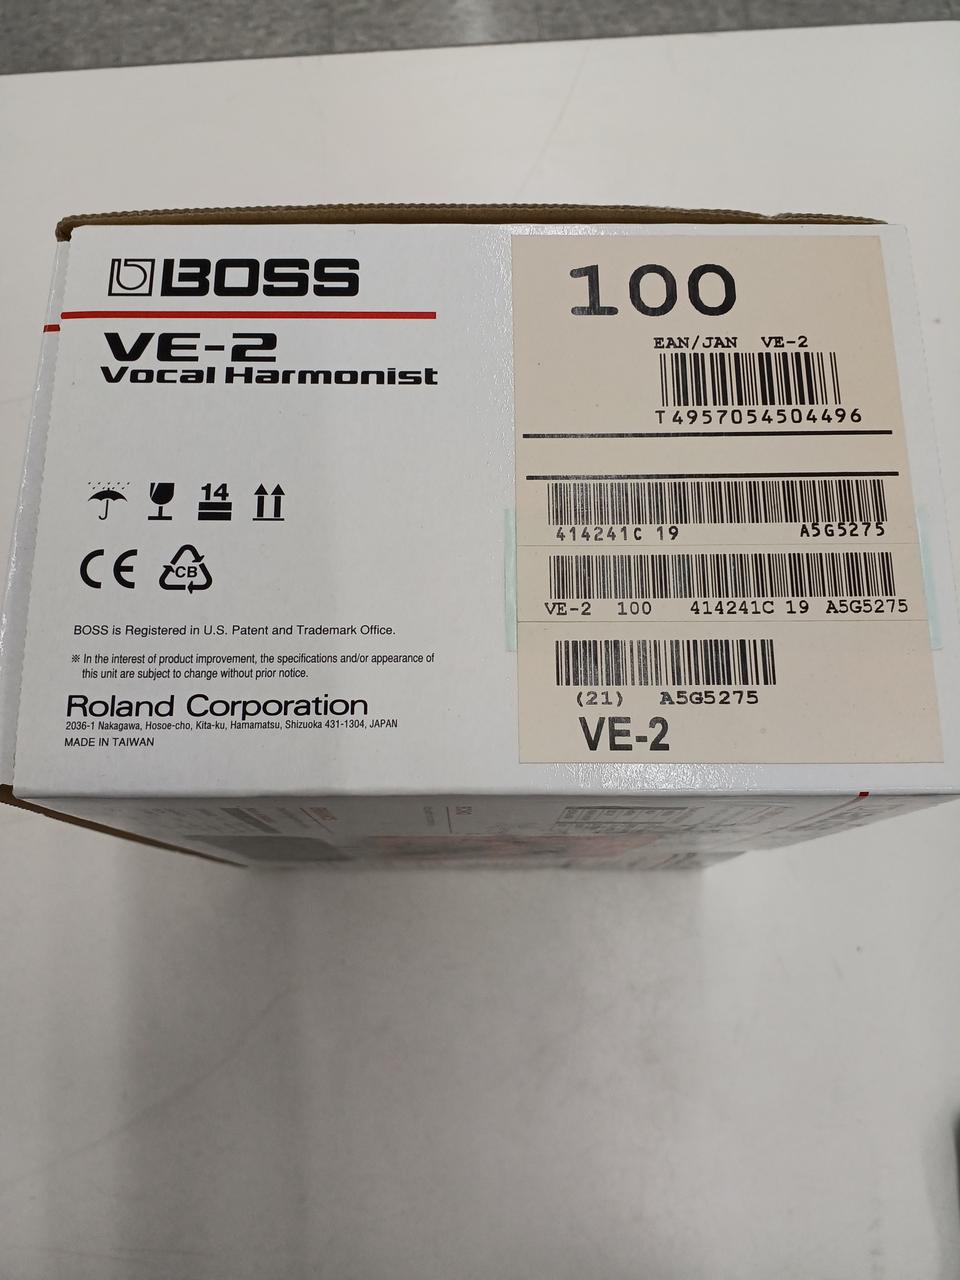 BOSS
VE-2
Vocal Harmonist
14
CE
CB
BOSS is Registered in U.S. Patent and Trademark Office.
※ In the interest of product improvement, the specifications and/or appearance of
this unit are subject to change without prior notice.
Roland Corporation
2036-1 Nakagawa, Hosoe-cho, Kita-ku, Hamamatsu, Shizuoka 431-1304, JAPAN
MADE IN TAIWAN
100
EAN/JAN VE-2
T4957054504496
414241C 19 A5G5275
VE-2 100 414241C 19 A5G5275
(21) A5G5275
VE-2